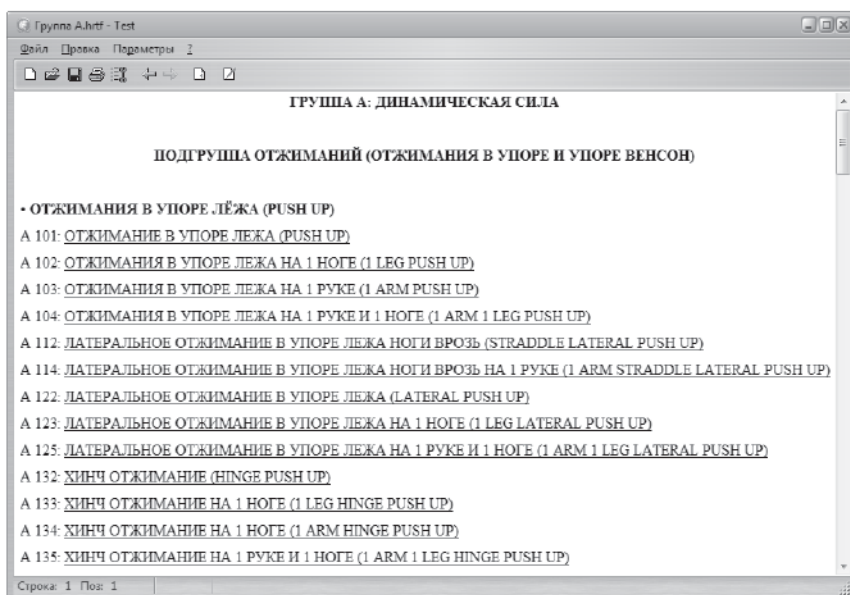 Группа A.hrtf - Test
Файл Правка Параметры ?
ГРУППА А: ДИНАМИЧЕСКАЯ СИЛА
ПОДГРУППА ОТЖИМАНИЙ (ОТЖИМАНИЯ В УПОРЕ И УПОРЕ ВЕНСОН)
• ОТЖИМАНИЯ В УПОРЕ ЛЁЖА (PUSH UP)
А 101: ОТЖИМАНИЕ В УПОРЕ ЛЕЖА (PUSH UP)
А 102: ОТЖИМАНИЯ В УПОРЕ ЛЕЖА НА 1 НОГЕ (1 LEG PUSH UP)
А 103: ОТЖИМАНИЯ В УПОРЕ ЛЕЖА НА 1 РУКЕ (1 ARM PUSH UP)
А 104: ОТЖИМАНИЯ В УПОРЕ ЛЕЖА НА 1 РУКЕ И 1 НОГЕ (1 ARM 1 LEG PUSH UP)
А 112: ЛАТЕРАЛЬНОЕ ОТЖИМАНИЕ В УПОРЕ ЛЕЖА НОГИ ВРОЗЬ (STRADDLE LATERAL PUSH UP)
А 114: ЛАТЕРАЛЬНОЕ ОТЖИМАНИЕ В УПОРЕ ЛЕЖА НОГИ ВРОЗЬ НА 1 РУКЕ (1 ARM STRADDLE LATERAL PUSH UP)
А 122: ЛАТЕРАЛЬНОЕ ОТЖИМАНИЕ В УПОРЕ ЛЕЖА (LATERAL PUSH UP)
А 123: ЛАТЕРАЛЬНОЕ ОТЖИМАНИЕ В УПОРЕ ЛЕЖА НА 1 НОГЕ (1 LEG LATERAL PUSH UP)
А 125: ЛАТЕРАЛЬНОЕ ОТЖИМАНИЕ В УПОРЕ ЛЕЖА НА 1 РУКЕ И 1 НОГЕ (1 ARM 1 LEG LATERAL PUSH UP)
А 132: ХИНЧ ОТЖИМАНИЕ (HINGE PUSH UP)
А 133: ХИНЧ ОТЖИМАНИЕ НА 1 НОГЕ (1 LEG HINGE PUSH UP)
А 134: ХИНЧ ОТЖИМАНИЕ НА 1 НОГЕ (1 ARM HINGE PUSH UP)
А 135: ХИНЧ ОТЖИМАНИЕ НА 1 РУКЕ И 1 НОГЕ (1 ARM 1 LEG HINGE PUSH UP)
Строка: 1 Поз: 1